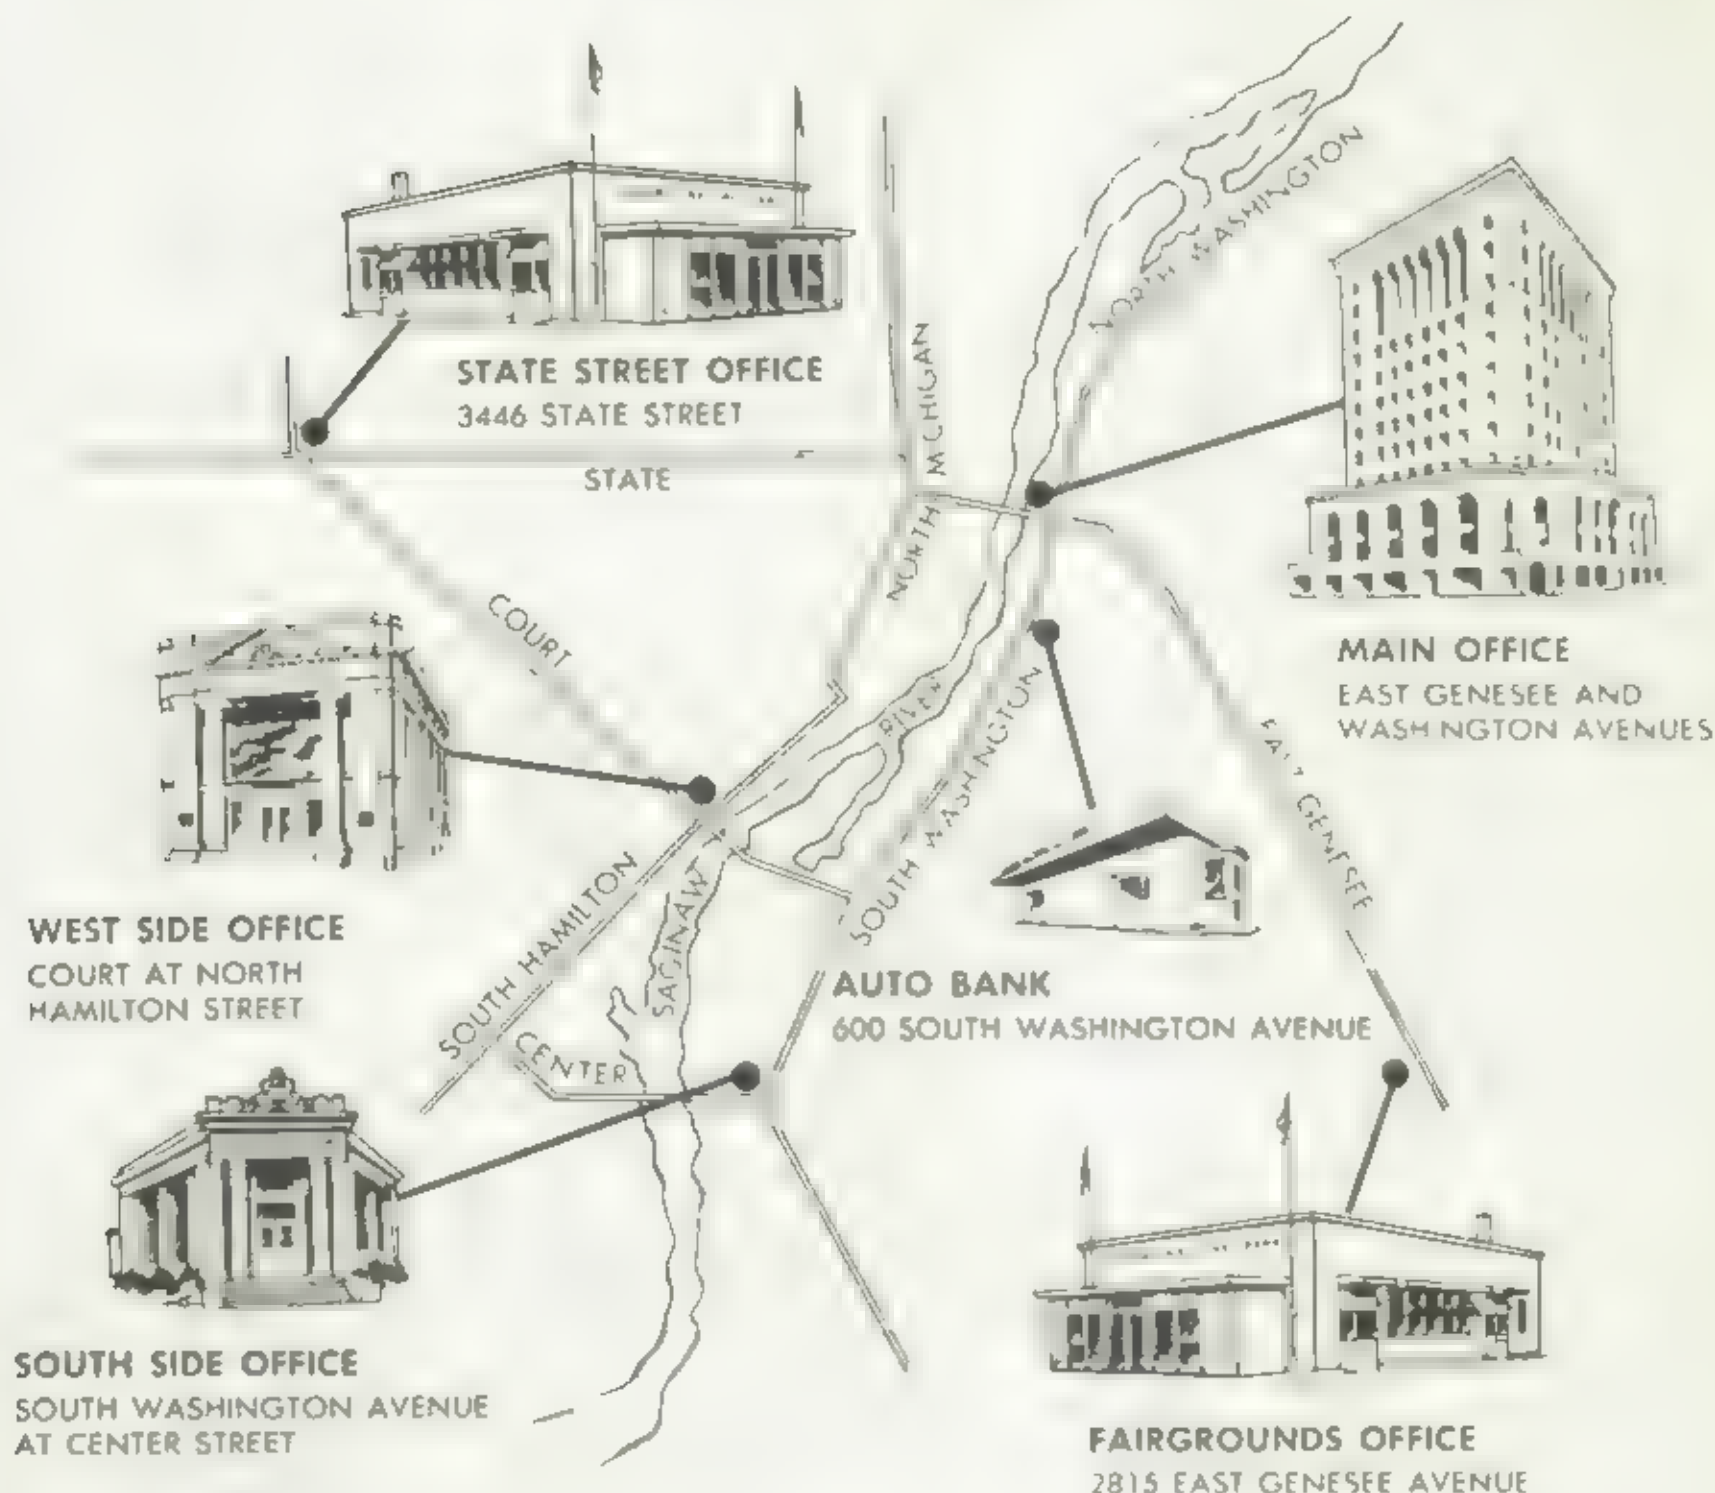 NORTH WASHINGTON
STATE STREET OFFICE
3446 STATE STREET
STATE
NORTH MICHIGAN
MAIN OFFICE
EAST GENESEE AND
WASHINGTON AVENUES
COURT
RIVER
SOUTH WASHINGTON
EAST GENESEE
WEST SIDE OFFICE
COURT AT NORTH
HAMILTON STREET
SOUTH HAMILTON
SAGINAW
CENTER
AUTO BANK
600 SOUTH WASHINGTON AVENUE
SOUTH SIDE OFFICE
SOUTH WASHINGTON AVENUE
AT CENTER STREET
FAIRGROUNDS OFFICE
2815 EAST GENESEE AVENUE